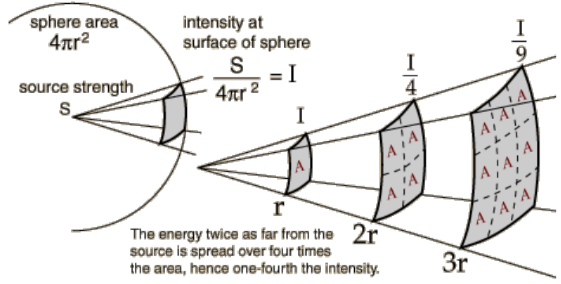 sphere area
4πr²
source strength
S
intensity at
surface of sphere
S
4πr² = I
I
A
r
I
4
A A
A A
2r
I
9
A A A
A A A
A A A
3r
The energy twice as far from the
source is spread over four times
the area, hence one-fourth the intensity.